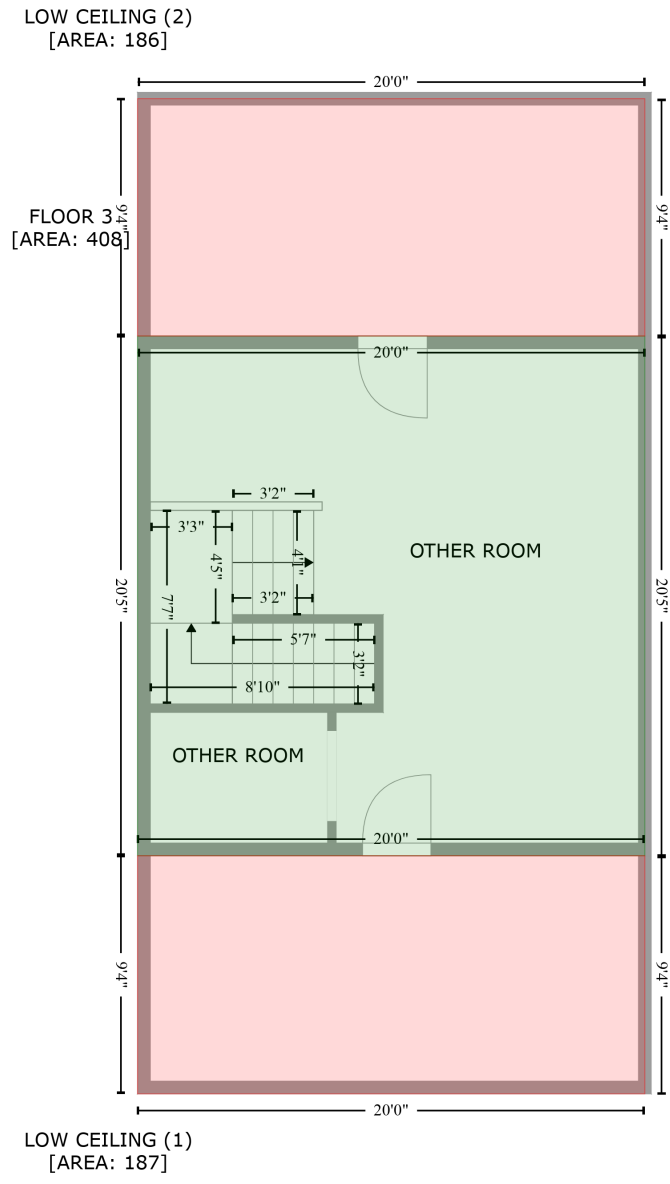 LOW CEILING (2)
[AREA: 186]
20'0"
9'4"
9'4"
FLOOR 3
[AREA: 408]
20'0"
3'2"
3'3"
4'5"
4'1"
OTHER ROOM
20'5"
7'7"
3'2"
20'5"
5'7"
3'2"
8'10"
OTHER ROOM
20'0"
9'4"
9'4"
20'0"
LOW CEILING (1)
[AREA: 187]